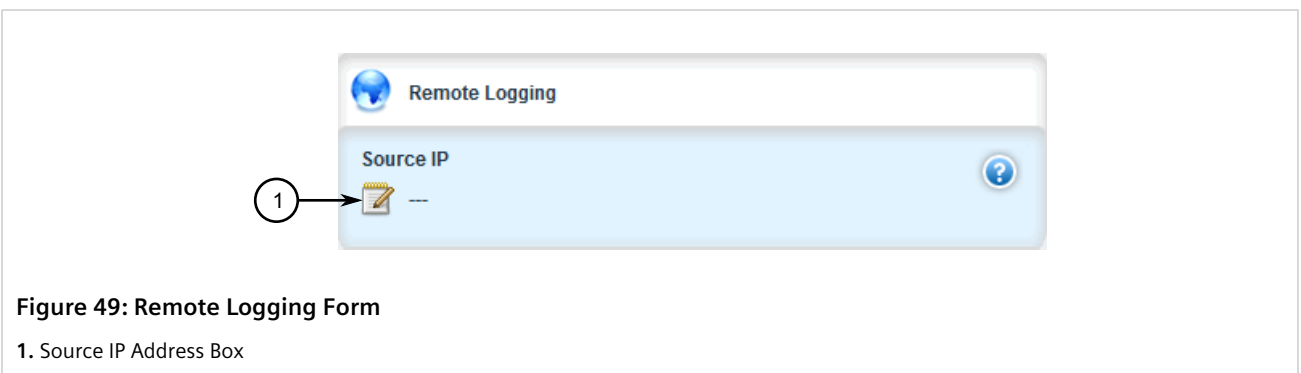 Remote Logging
Source IP
1
---
Figure 49: Remote Logging Form
1. Source IP Address Box